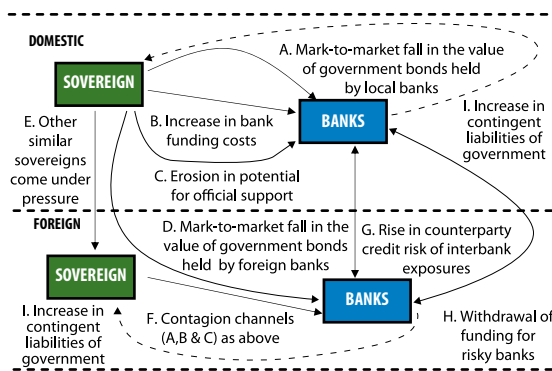 DOMESTIC
SOVEREIGN
A. Mark-to-market fall in the value
of government bonds held
by local banks
BANKS
I. Increase in
contingent
liabilities of
government
E. Other
similar
sovereigns
come under
pressure
B. Increase in bank
funding costs
C. Erosion in potential
for official support
FOREIGN
D. Mark-to-market fall in the
value of government bonds
held by foreign banks
G. Rise in counterparty
credit risk of interbank
exposures
SOVEREIGN
BANKS
I. Increase in
contingent
liabilities of
government
F. Contagion channels
(A,B & C) as above
H. Withdrawal of
funding for
risky banks